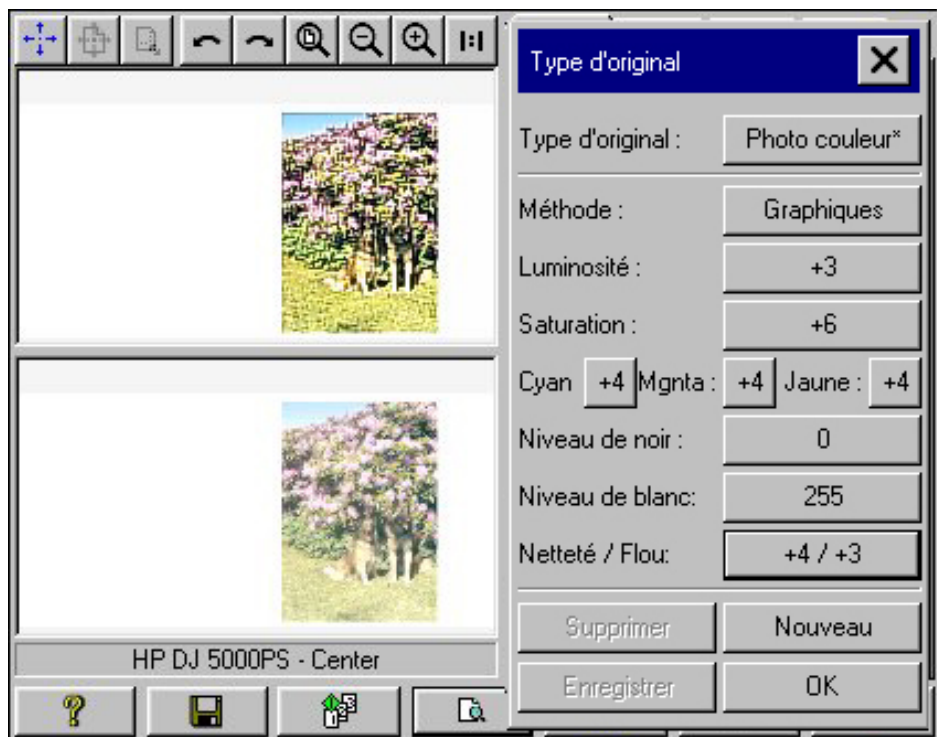 1:1
Type d'original
Type d'original : Photo couleur*
Méthode : Graphiques
Luminosité : +3
Saturation : +6
Cyan +4 Mgnta : +4 Jaune : +4
Niveau de noir : 0
Niveau de blanc: 255
Netteté / Flou: +4 / +3
Supprimer Nouveau
Enregistrer OK
HP DJ 5000PS - Center
?